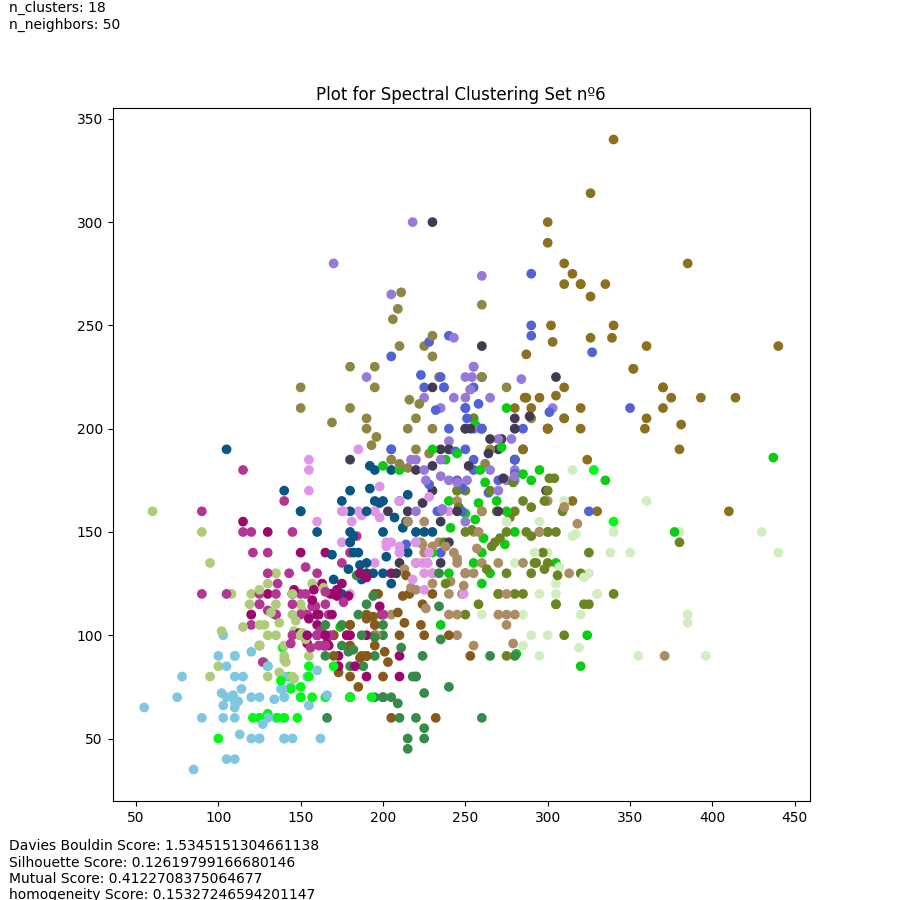 n_clusters: 18
n_neighbors: 50
Plot for Spectral Clustering Set nº6
350
300
250
200
150
100
50
50 100 150 200 250 300 350 400 450
Davies Bouldin Score: 1.5345151304661138
Silhouette Score: 0.12619799166680146
Mutual Score: 0.4122708375064677
homogeneity Score: 0.15327246594201147